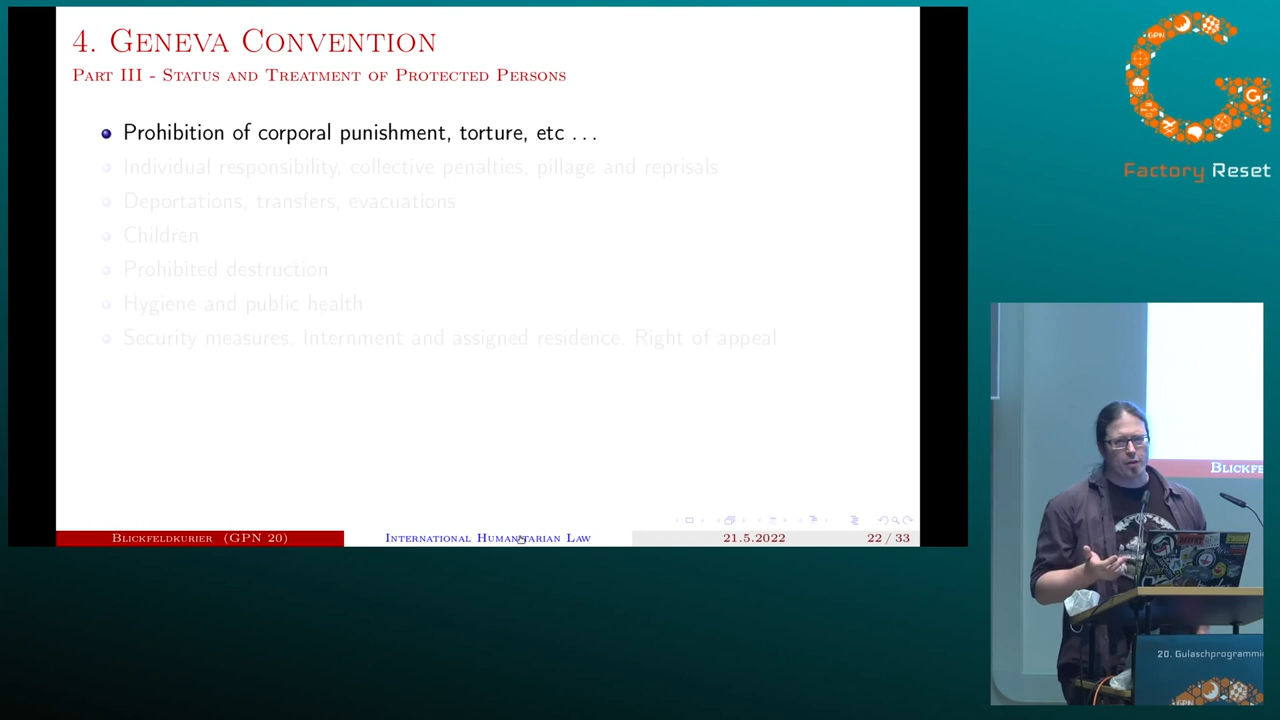 4. Geneva Convention
Part III - Status and Treatment of Protected Persons
Prohibition of corporal punishment, torture, etc ...
Individual responsibility, collective penalties, pillage and reprisals
Deportations, transfers, evacuations
Children
Prohibited destruction
Hygiene and public health
Security measures. Internment and assigned residence. Right of appeal
Blickfeldkurier (GPN 20)
International Humanitarian Law
21.5.2022
22 / 33
GPN
Factory Reset
Blickfe
20. Gulaschprogrammi
GPN